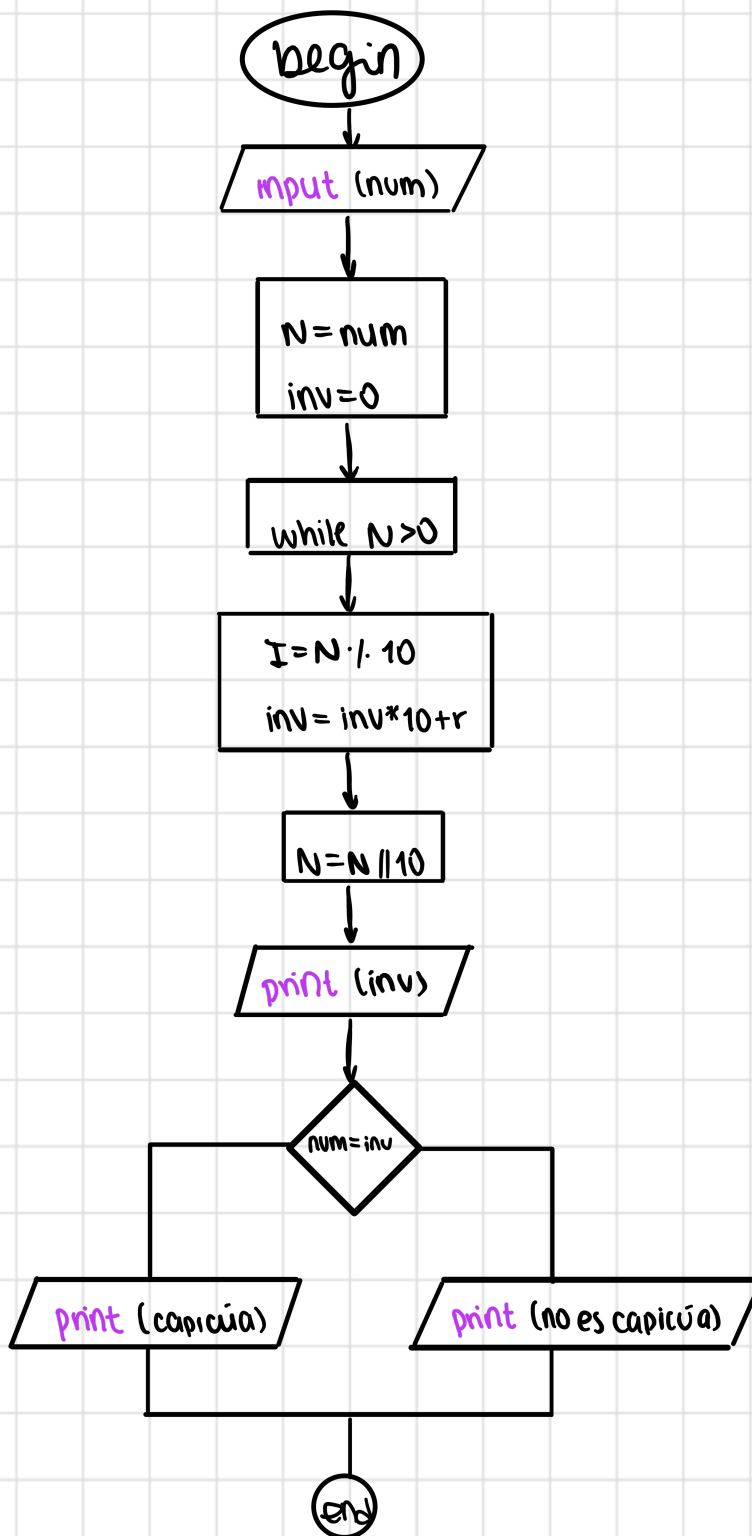 begin
input (num)
N=num
inv=0
while N>0
I=N % 10
inv= inv*10+r
N=N//10
print (inv)
num=inv
print (capicúa)
print (no es capicúa)
end